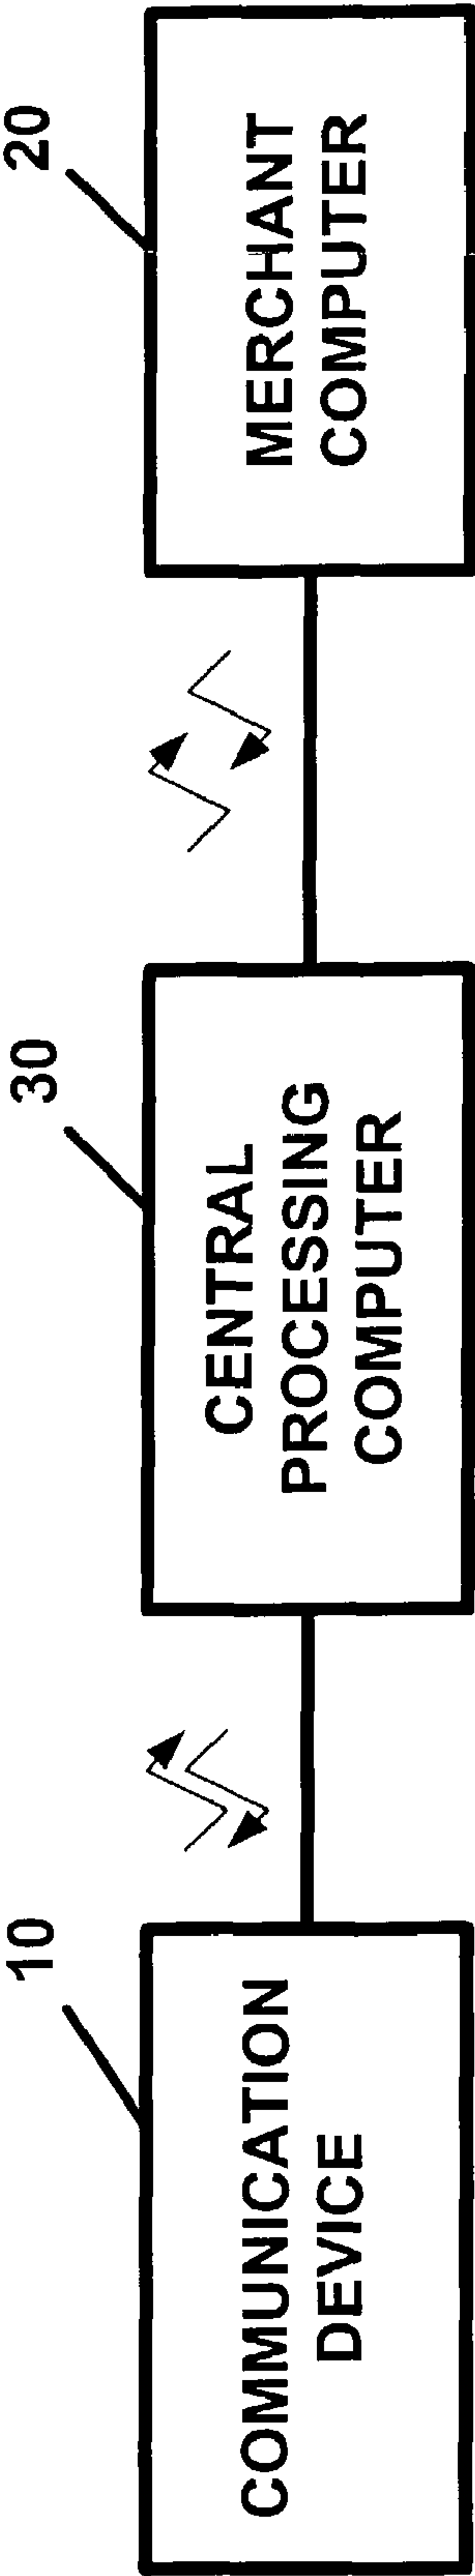 10
COMMUNICATION
DEVICE
30
CENTRAL
PROCESSING
COMPUTER
20
MERCHANT
COMPUTER